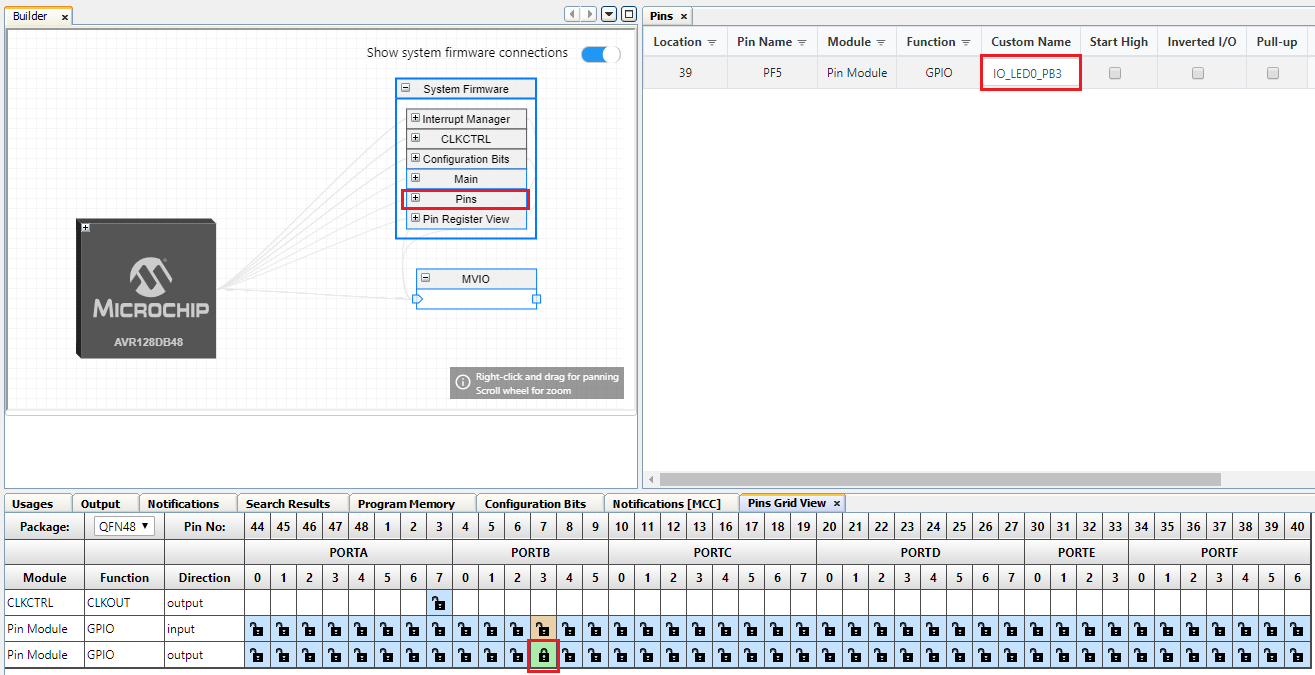 Builder
Show system firmware connections
System Firmware
Interrupt Manager
CLKCTRL
Configuration Bits
Main
Pins
Pin Register View
MVIO
MICROCHIP
AVR128DB48
Right-click and drag for panning
Scroll wheel for zoom
Pins
Location Pin Name Module Function Custom Name Start High Inverted I/O Pull-up
39 PF5 Pin Module GPIO IO_LED0_PB3
Usages Output Notifications Search Results Program Memory Configuration Bits Notifications [MCC] Pins Grid View
Package: QFN48 Pin No: 44 45 46 47 48 1 2 3 4 5 6 7 8 9 10 11 12 13 14 15 16 17 18 19 20 21 22 23 24 25 26 27 30 31 32 33 34 35 36 37 38 39 40
PORTA PORTB PORTC PORTD PORTE PORTF
Module Function Direction 0 1 2 3 4 5 6 7 0 1 2 3 4 5 0 1 2 3 4 5 6 7 0 1 2 3 4 5 6 7 0 1 2 3 0 1 2 3 4 5 6
CLKCTRL CLKOUT output
Pin Module GPIO input
Pin Module GPIO output